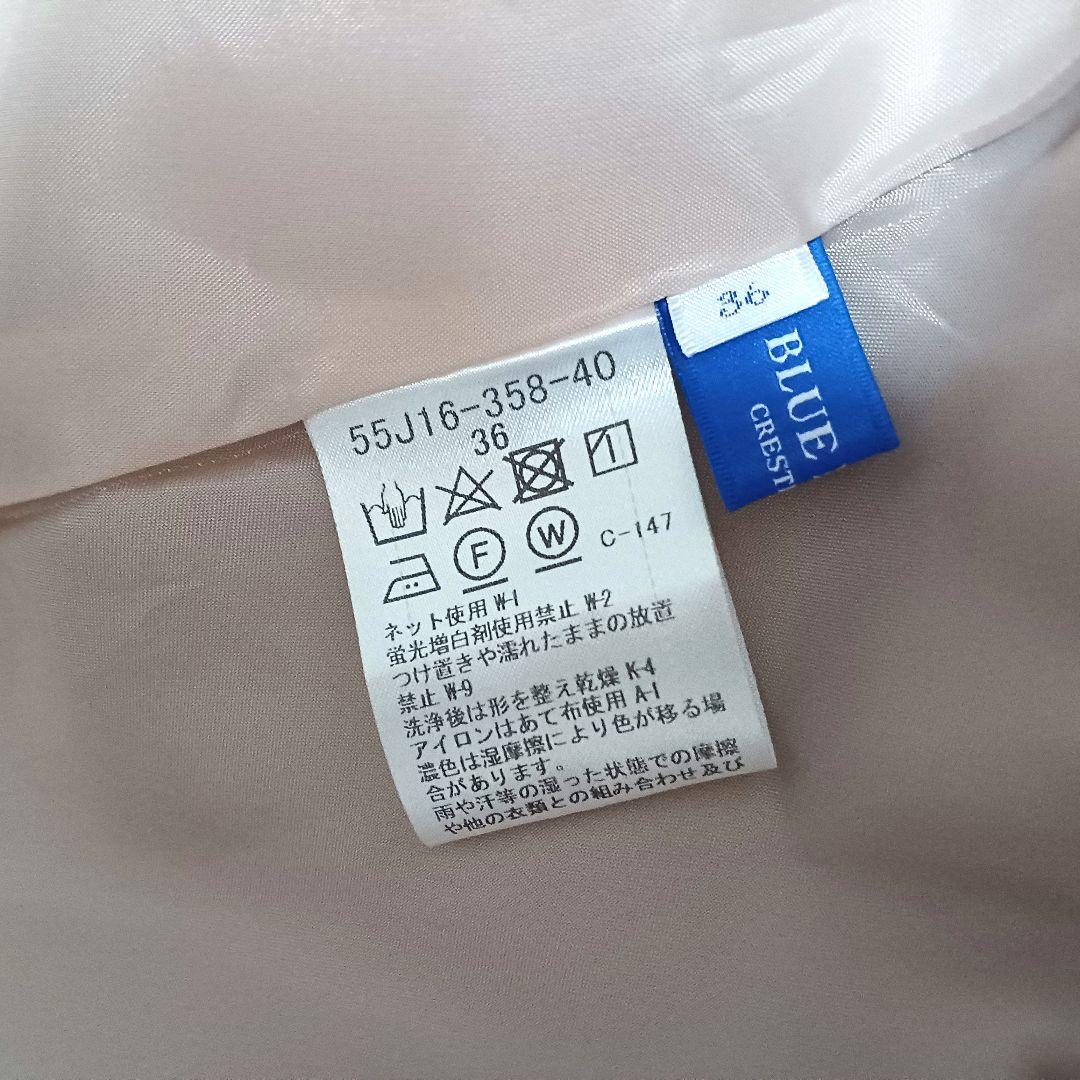 36
BLUE
CREST
55J16-358-40
36
F
W
C-147
ネット使用 W-1
蛍光増白剤使用禁止 W-2
つけ置きや濡れたままの放置
禁止 W-9
洗浄後は形を整え乾燥 K-4
アイロンはあて布使用 A-1
濃色は湿摩擦により色が移る場
合があります。
雨や汗等の湿った状態での摩擦
や他の衣類との組み合わせ及び